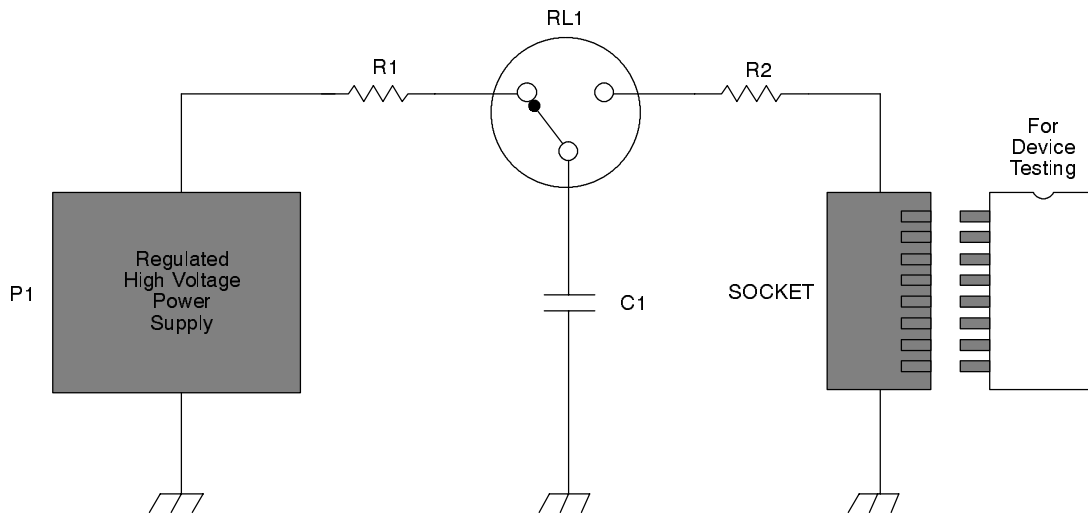 RL1
R1
R2
For
Device
Testing
P1
Regulated
High Voltage
Power
Supply
C1
SOCKET